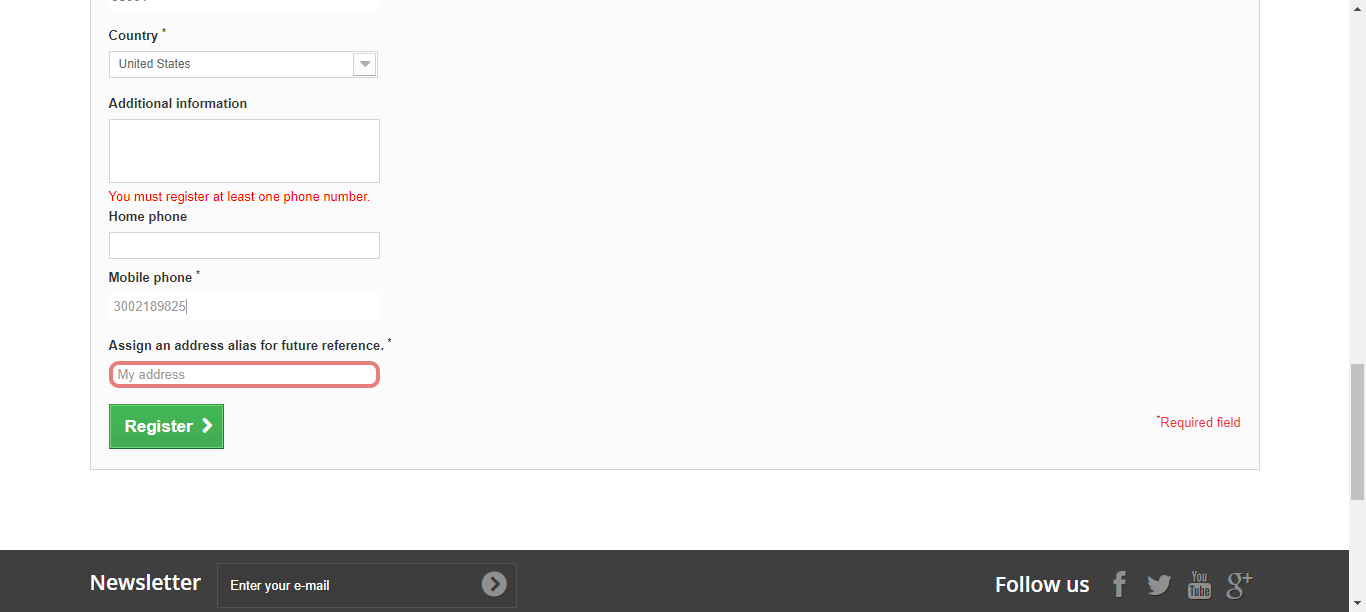 Country *
United States
Additional information
You must register at least one phone number.
Home phone
Mobile phone *
3002189825
Assign an address alias for future reference. *
My address
Register
*Required field
Newsletter
Enter your e-mail
Follow us
f
You
Tube
g+